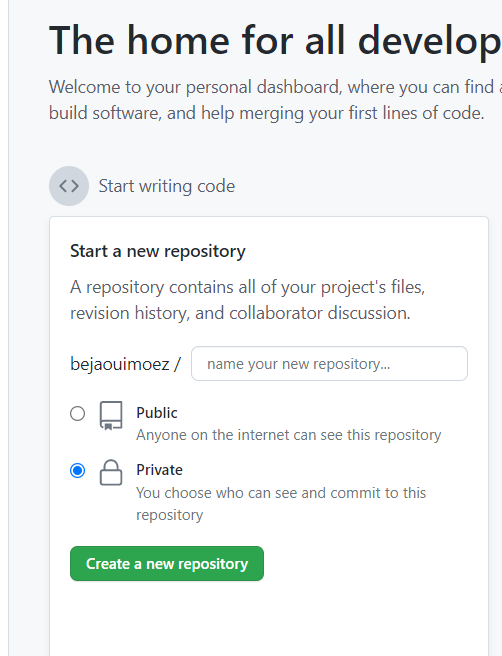 The home for all develop
Welcome to your personal dashboard, where you can find
build software, and help merging your first lines of code.
Start writing code
Start a new repository
A repository contains all of your project's files,
revision history, and collaborator discussion.
bejaouimoez / name your new repository...
Public
Anyone on the internet can see this repository
Private
You choose who can see and commit to this
repository
Create a new repository